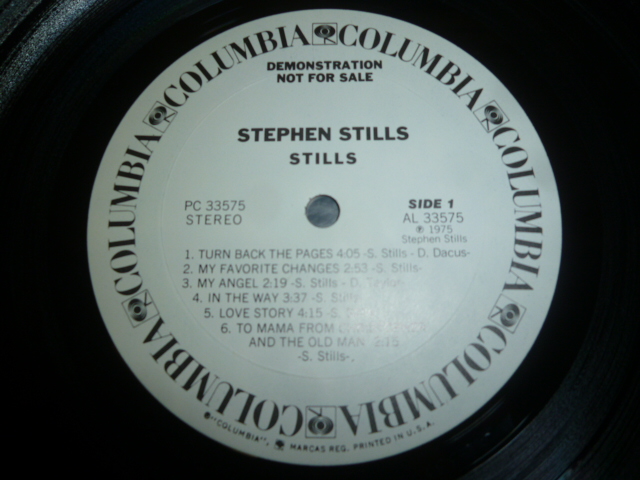 COLUMBIA COLUMBIA COLUMBIA COLUMBIA COLUMBIA COLUMBIA
DEMONSTRATION
NOT FOR SALE
STEPHEN STILLS
STILLS
PC 33575
STEREO
SIDE 1
AL 33575
℗ 1975
Stephen Stills
1. TURN BACK THE PAGES 4:05 -S. Stills - D. Dacus-
2. MY FAVORITE CHANGES 2:53 -S. Stills-
3. MY ANGEL 2:19 -S. Stills - D.
4. IN THE WAY 3:37 -S. Stills-
5. LOVE STORY 4:15 -S.
6. TO MAMA FROM
AND THE OLD MAN 2:15
-S. Stills-
® "COLUMBIA", MARCAS REG. PRINTED IN U.S.A.